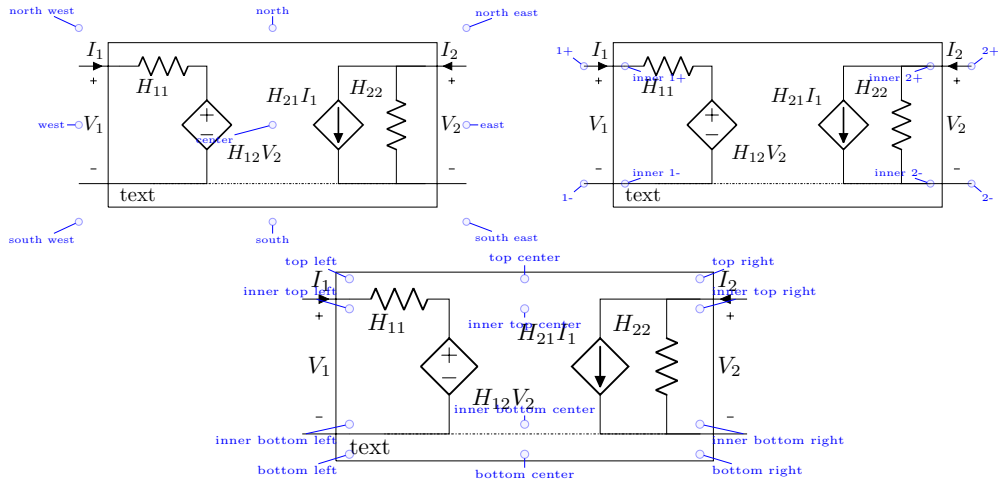 north west north north east
I₁ I₂
+ +
H₁₁ H₂₁I₁ H₂₂
+
−
west V₁ center V₂ east
H₁₂V₂
− −
text
south west south south east
1+ I₁ I₂ 2+
inner 1+ inner 2+
+ +
H₁₁ H₂₁I₁ H₂₂
+
−
V₁ V₂
H₁₂V₂
− inner 1- inner 2- −
1- text 2-
top left top center top right
I₁ I₂
inner top left inner top center inner top right
+ +
H₁₁ H₂₁I₁ H₂₂
+
−
V₁ V₂
H₁₂V₂
inner bottom center
− −
inner bottom left inner bottom right
text
bottom left bottom center bottom right